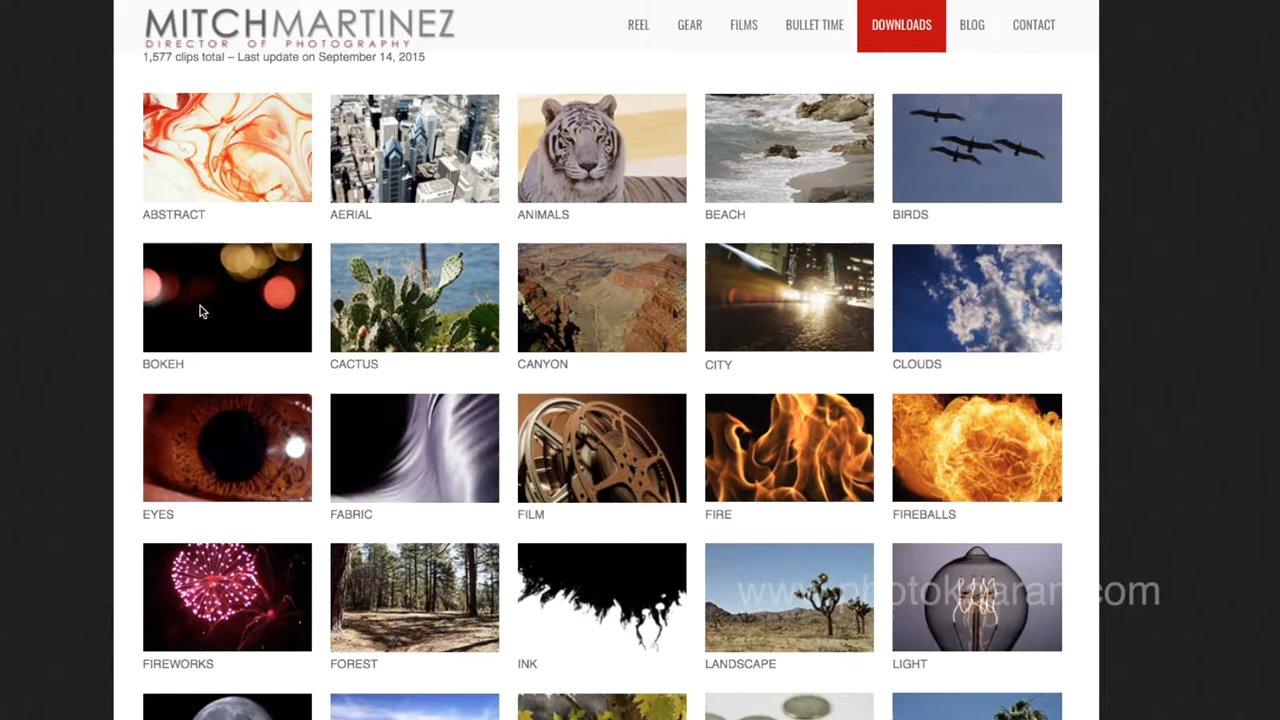 MITCHMARTINEZ
DIRECTOR OF PHOTOGRAPHY
REEL GEAR FILMS BULLET TIME DOWNLOADS BLOG CONTACT
1,577 clips total – Last update on September 14, 2015
ABSTRACT AERIAL ANIMALS BEACH BIRDS
BOKEH CACTUS CANYON CITY CLOUDS
EYES FABRIC FILM FIRE FIREBALLS
FIREWORKS FOREST INK LANDSCAPE LIGHT